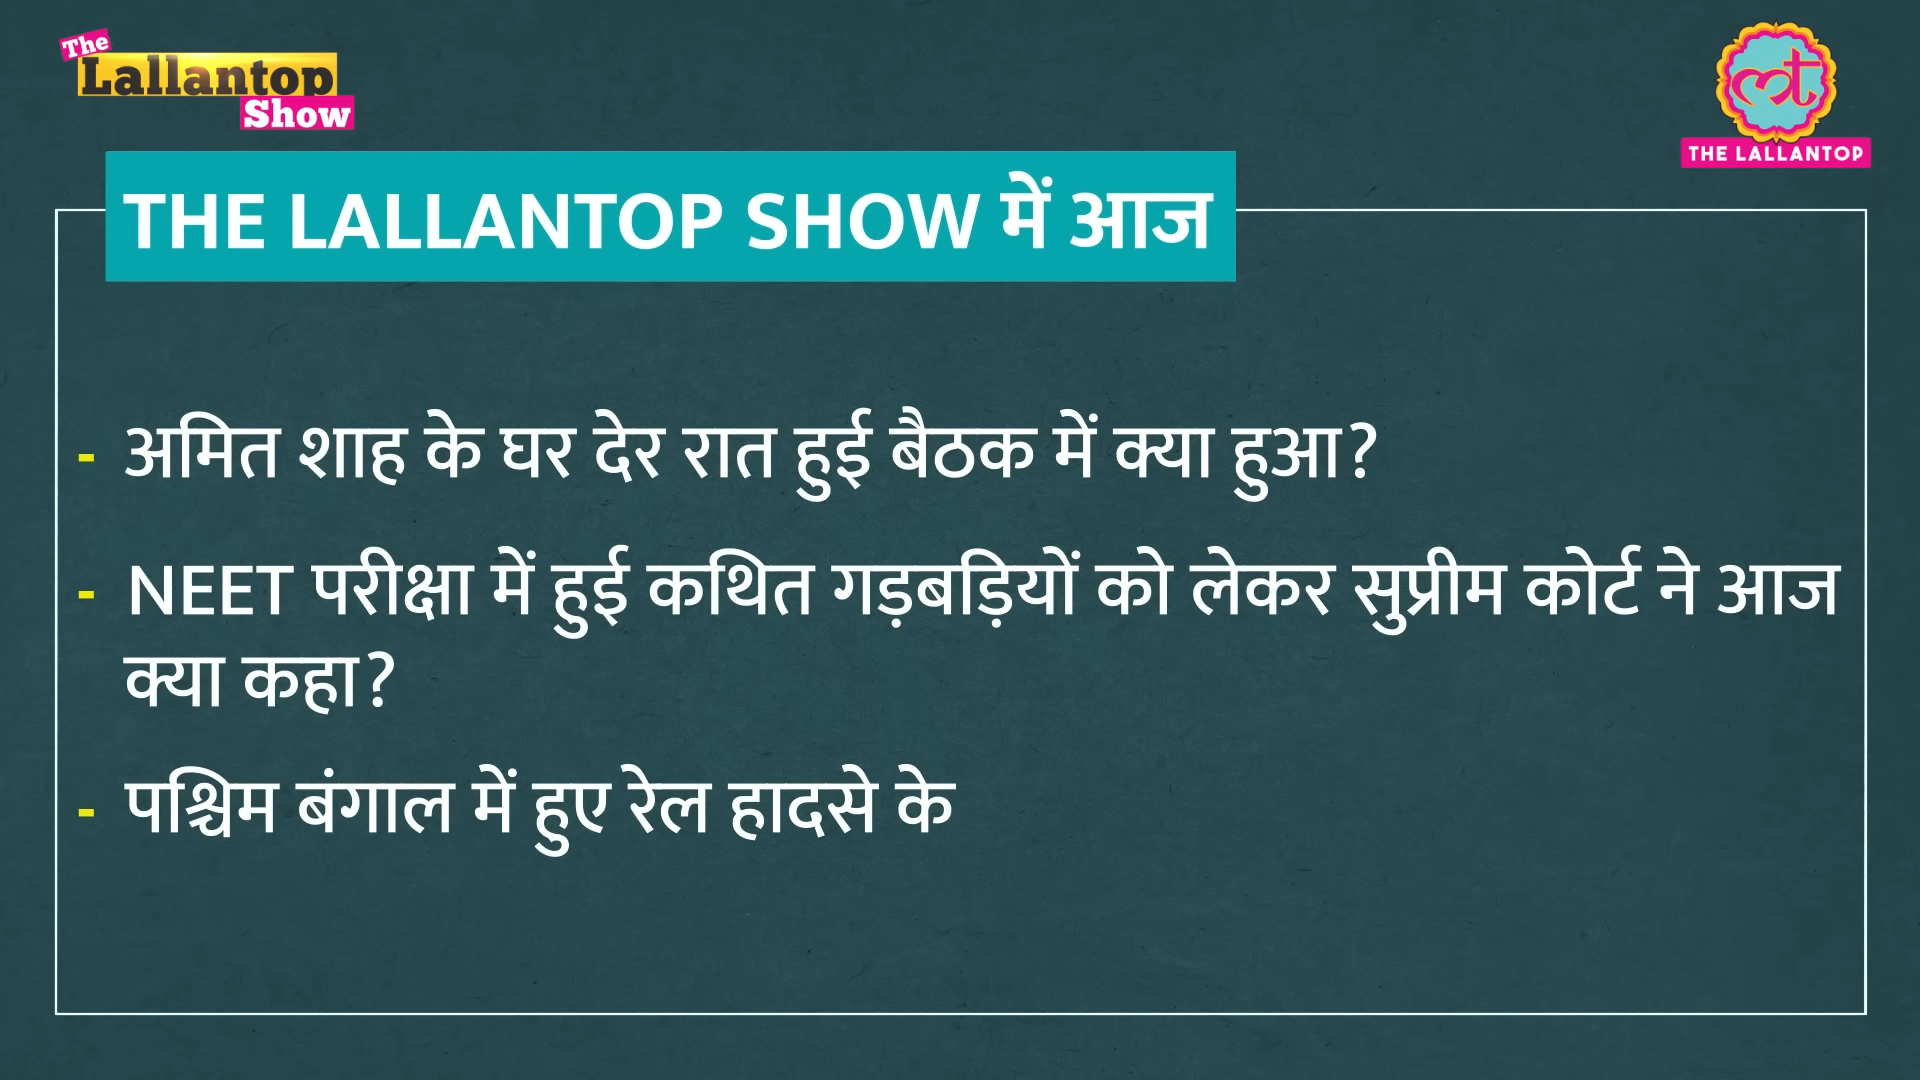 The
Lallantop
Show
लT
THE LALLANTOP
THE LALLANTOP SHOW में आज
- अमित शाह के घर देर रात हुई बैठक में क्या हुआ?
- NEET परीक्षा में हुई कथित गड़बड़ियों को लेकर सुप्रीम कोर्ट ने आज
क्या कहा?
- पश्चिम बंगाल में हुए रेल हादसे के